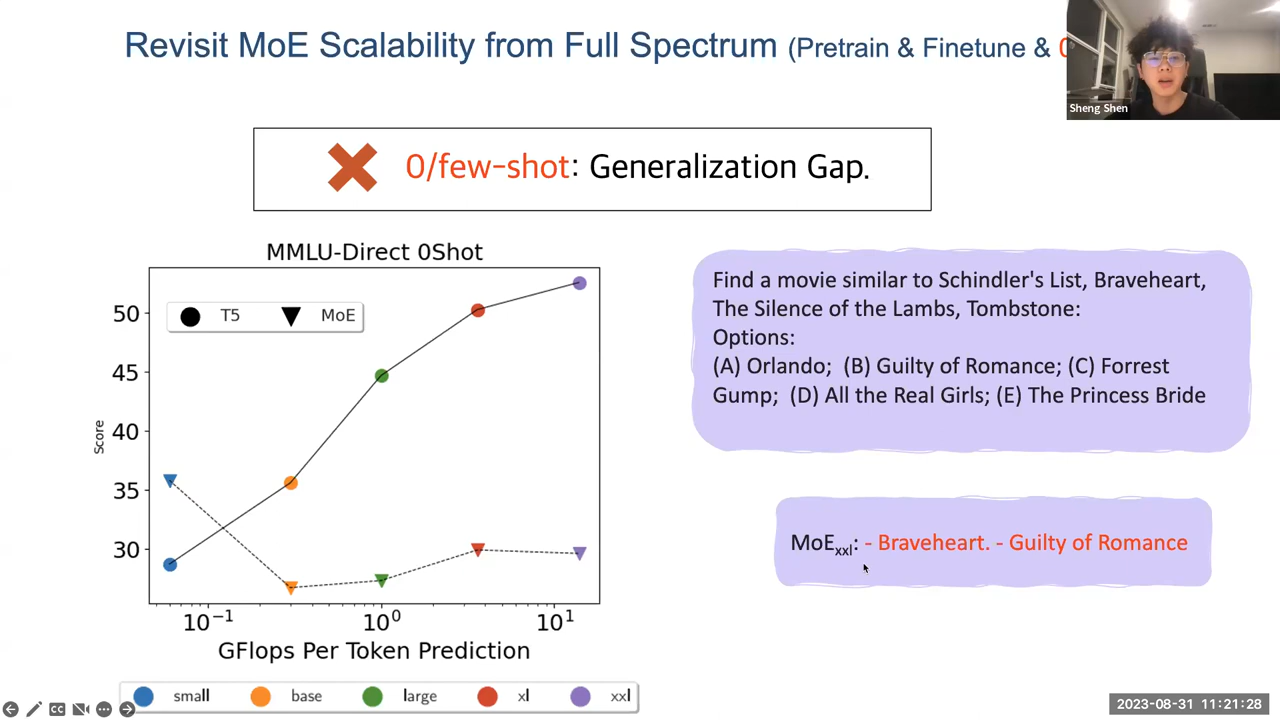 Revisit MoE Scalability from Full Spectrum (Pretrain & Finetune &
Sheng Shen
0/few-shot: Generalization Gap.
MMLU-Direct 0Shot
T5 MoE
50
45
40
35
30
Score
10⁻¹ 10⁰ 10¹
GFlops Per Token Prediction
small base large xl xxl
Find a movie similar to Schindler's List, Braveheart,
The Silence of the Lambs, Tombstone:
Options:
(A) Orlando; (B) Guilty of Romance; (C) Forrest
Gump; (D) All the Real Girls; (E) The Princess Bride
MoExxl: - Braveheart. - Guilty of Romance
CC
2023-08-31 11:21:28